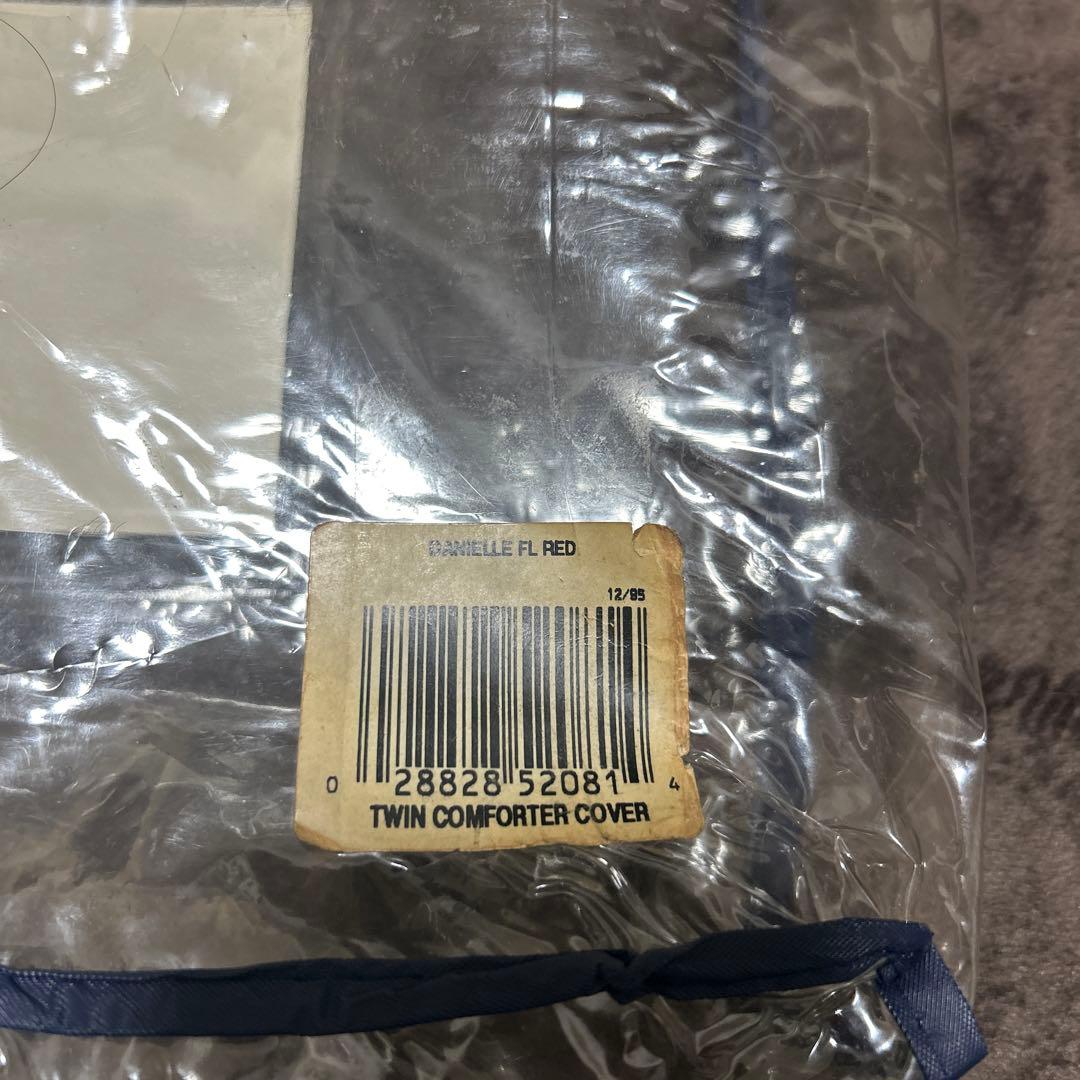 DANIELLE FL RED
12/95
0 28828 52081 4
TWIN COMFORTER COVER